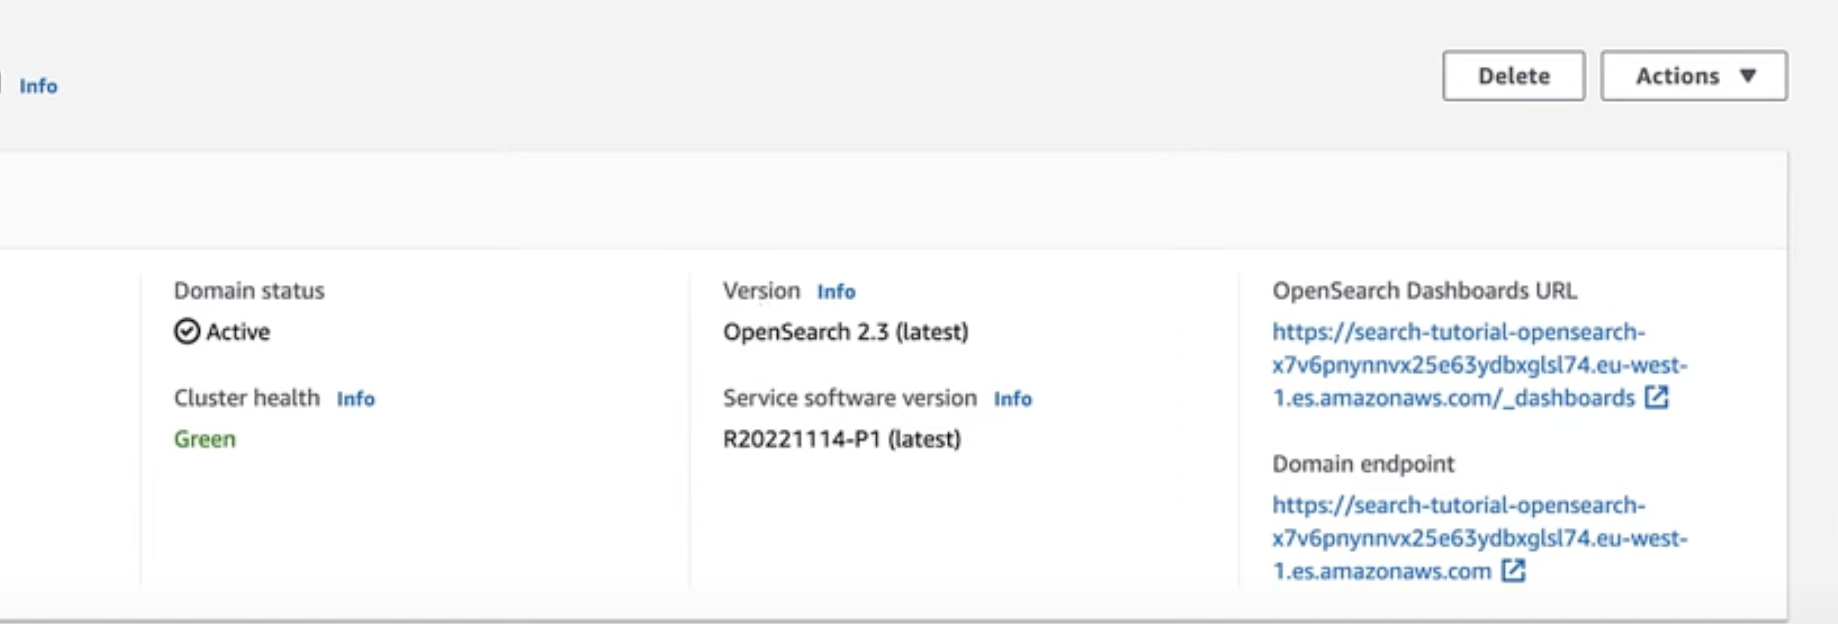 Info
Delete
Actions
Domain status
Active
Cluster health Info
Green
Version Info
OpenSearch 2.3 (latest)
Service software version Info
R20221114-P1 (latest)
OpenSearch Dashboards URL
https://search-tutorial-opensearch-
x7v6pnynnvx25e63ydbxglsl74.eu-west-
1.es.amazonaws.com/_dashboards
Domain endpoint
https://search-tutorial-opensearch-
x7v6pnynnvx25e63ydbxglsl74.eu-west-
1.es.amazonaws.com